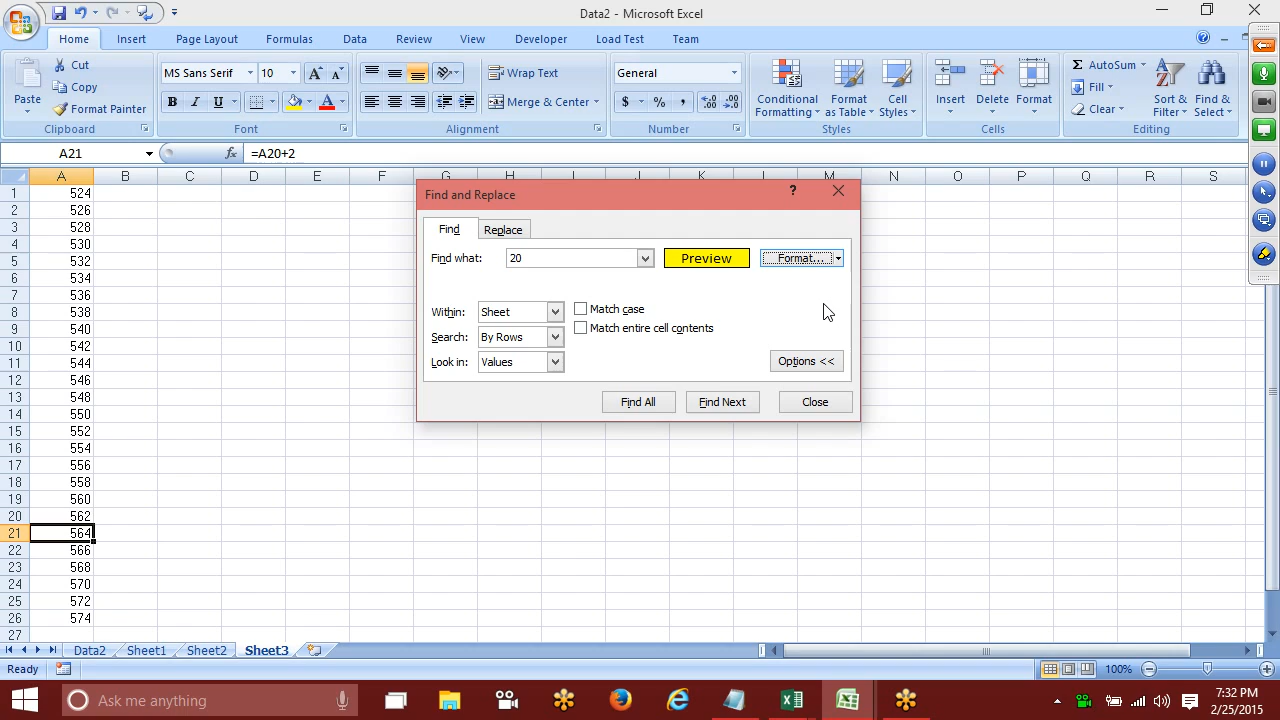 Data2 - Microsoft Excel
Home Insert Page Layout Formulas Data Review View Developer Load Test Team
Paste
Cut
Copy
Format Painter
Clipboard
MS Sans Serif 10
B I U
Font
Wrap Text
Merge & Center
Alignment
General
$ % ,
Number
Conditional Formatting
Format as Table
Cell Styles
Styles
Insert Delete Format
Cells
Σ AutoSum
Fill
Clear
Sort & Filter
Find & Select
Editing
A21 fx =A20+2
A B C D E F G H I J K L M N O P Q R S
1 524
2 526
3 528
4 530
5 532
6 534
7 536
8 538
9 540
10 542
11 544
12 546
13 548
14 550
15 552
16 554
17 556
18 558
19 560
20 562
21 564
22 566
23 568
24 570
25 572
26 574
27
Find and Replace ?
Find Replace
Find what: 20 Preview Format...
Within: Sheet Match case
Match entire cell contents
Search: By Rows
Look in: Values Options <<
Find All Find Next Close
Data2 Sheet1 Sheet2 Sheet3
Ready 100%
Ask me anything
7:32 PM
2/25/2015